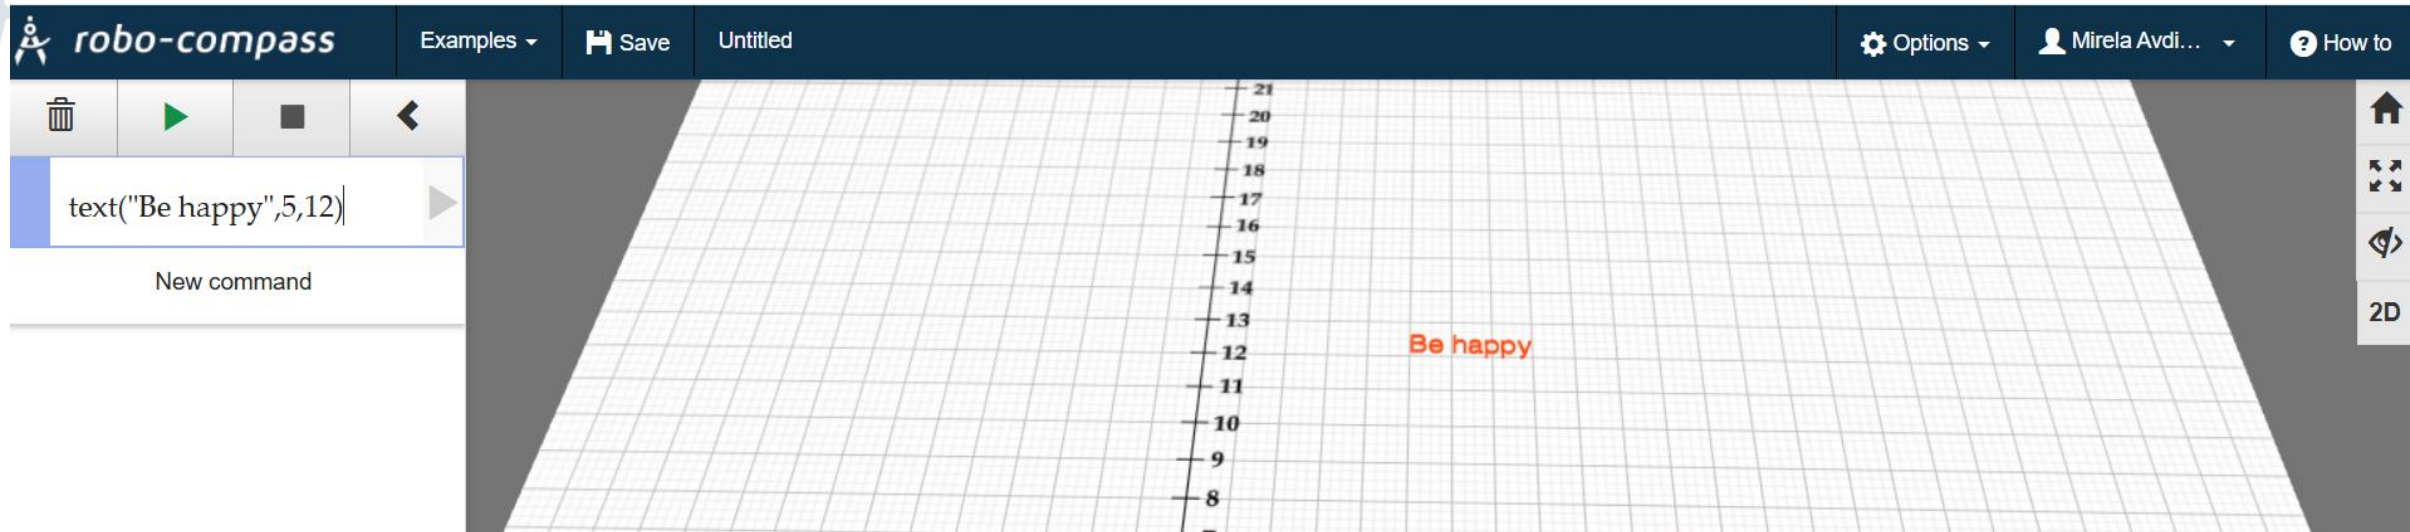 robo-compass Examples Save Untitled Options Mirela Avdi... How to
text("Be happy",5,12)
New command
21
20
19
18
17
16
15
14
13
12
11
10
9
8
Be happy
2D